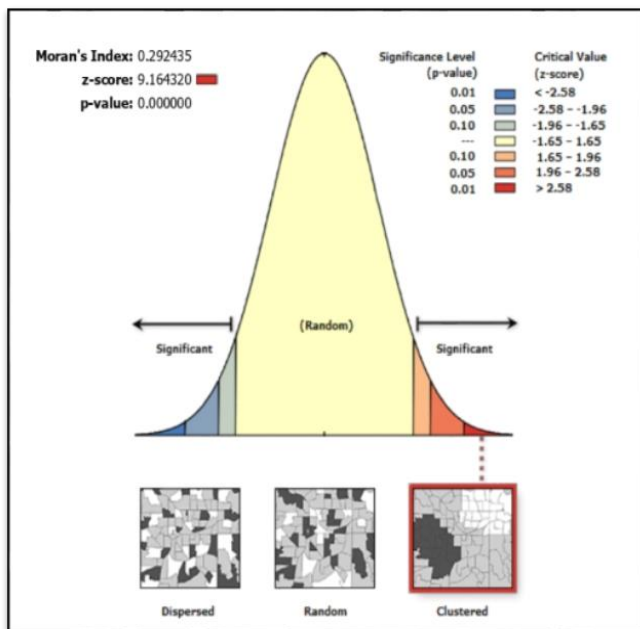 Moran's Index: 0.292435
z-score: 9.164320
p-value: 0.000000
Significance Level
(p-value)
Critical Value
(z-score)
0.01 < -2.58
0.05 -2.58 - -1.96
0.10 -1.96 - -1.65
--- -1.65 - 1.65
0.10 1.65 - 1.96
0.05 1.96 - 2.58
0.01 > 2.58
(Random)
Significant
Significant
Dispersed
Random
Clustered